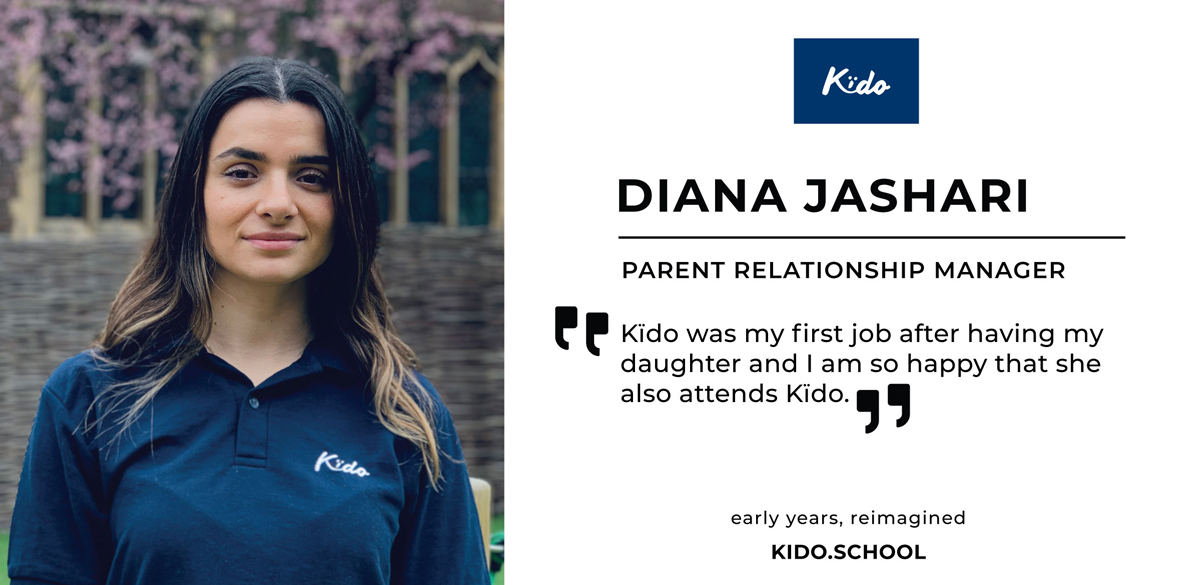 Kïdo
DIANA JASHARI
PARENT RELATIONSHIP MANAGER
❜❜ Kïdo was my first job after having my
daughter and I am so happy that she
also attends Kïdo. ❜❜
early years, reimagined
KIDO.SCHOOL
Kïdo